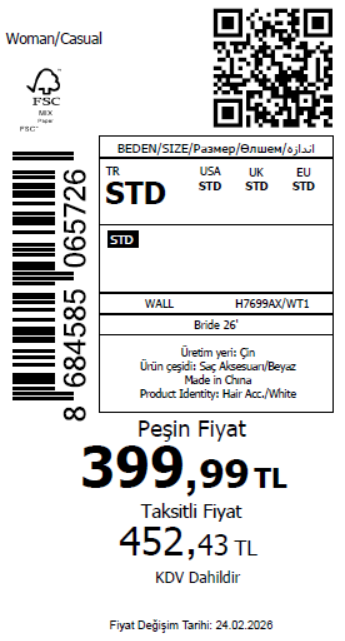 Woman/Casual
FSC
MIX
Paper
FSC™
8 684585 065726
BEDEN/SIZE/Размер/Өлшем/اندازه
TR USA UK EU
STD STD STD STD
STD
WALL H7699AX/WT1
Bride 26'
Üretim yeri: Çin
Ürün çeşidi: Saç Aksesuarı/Beyaz
Made in China
Product Identity: Hair Acc./White
Peşin Fiyat
399,99 TL
Taksitli Fiyat
452,43 TL
KDV Dahildir
Fiyat Değişim Tarihi: 24.02.2026